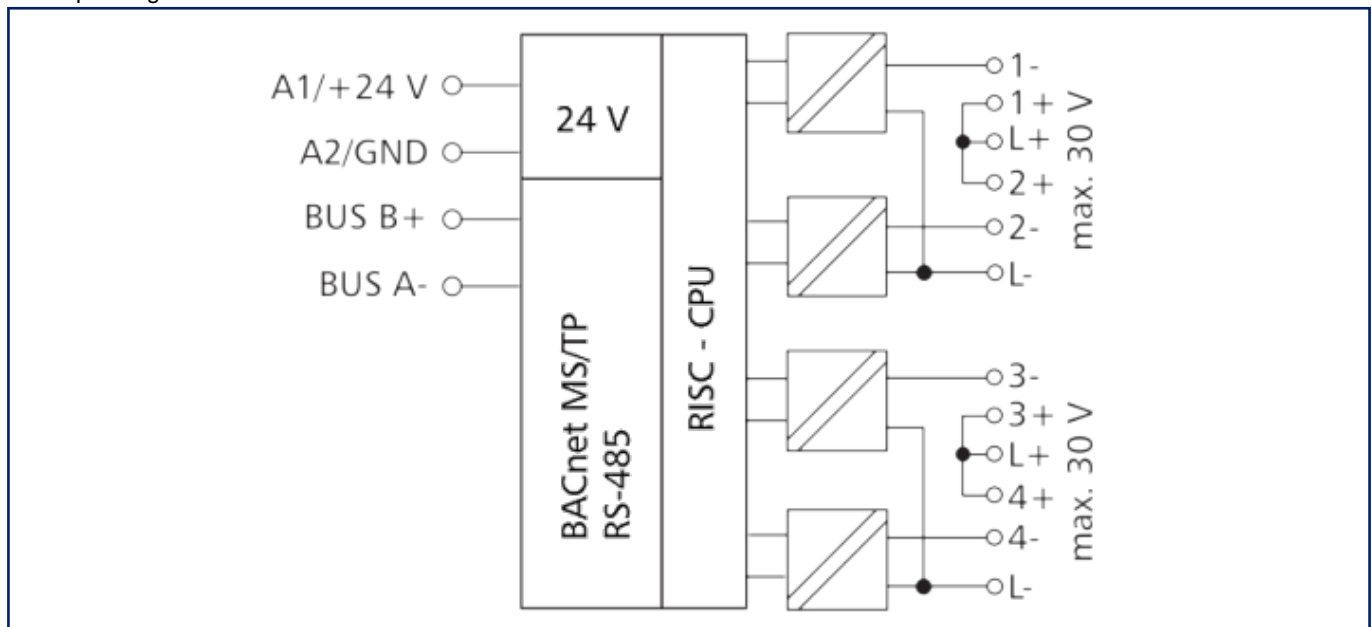 A1/+24 V
A2/GND
BUS B+
BUS A-
24 V
BACnet MS/TP
RS-485
RISC - CPU
1-
1+
L+
2+
2-
L-
max. 30 V
3-
3+
L+
4+
4-
L-
max. 30 V